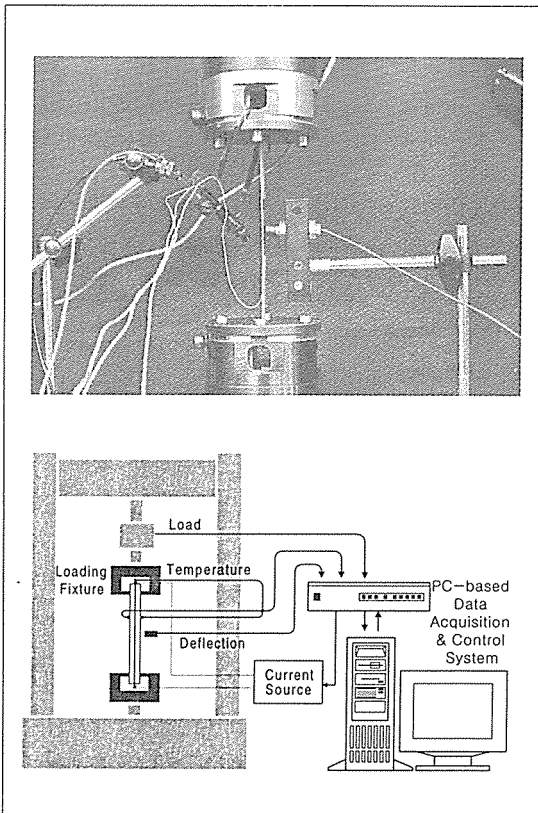 Load
Temperature
Loading
Fixture
Deflection
Current
Source
PC-based
Data
Acquisition
& Control
System